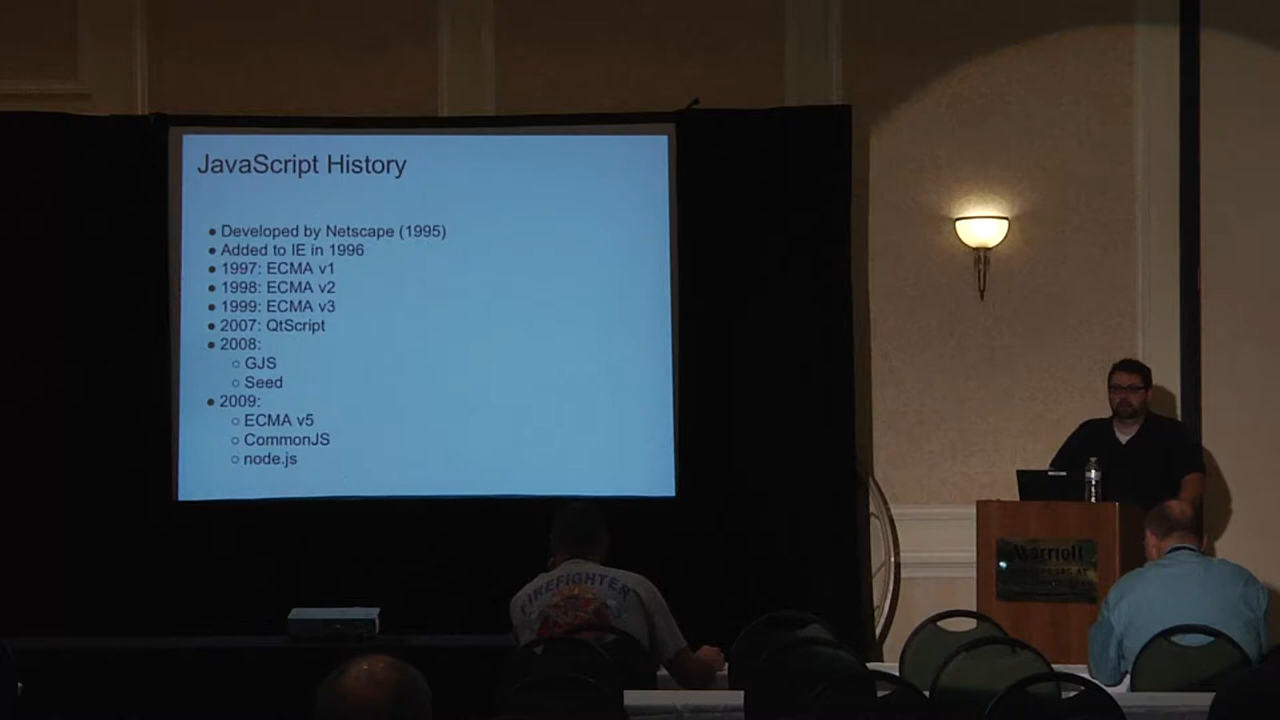 JavaScript History
● Developed by Netscape (1995)
● Added to IE in 1996
● 1997: ECMA v1
● 1998: ECMA v2
● 1999: ECMA v3
● 2007: QtScript
● 2008:
○ GJS
○ Seed
● 2009:
○ ECMA v5
○ CommonJS
○ node.js
FIREFIGHTER
Marriott